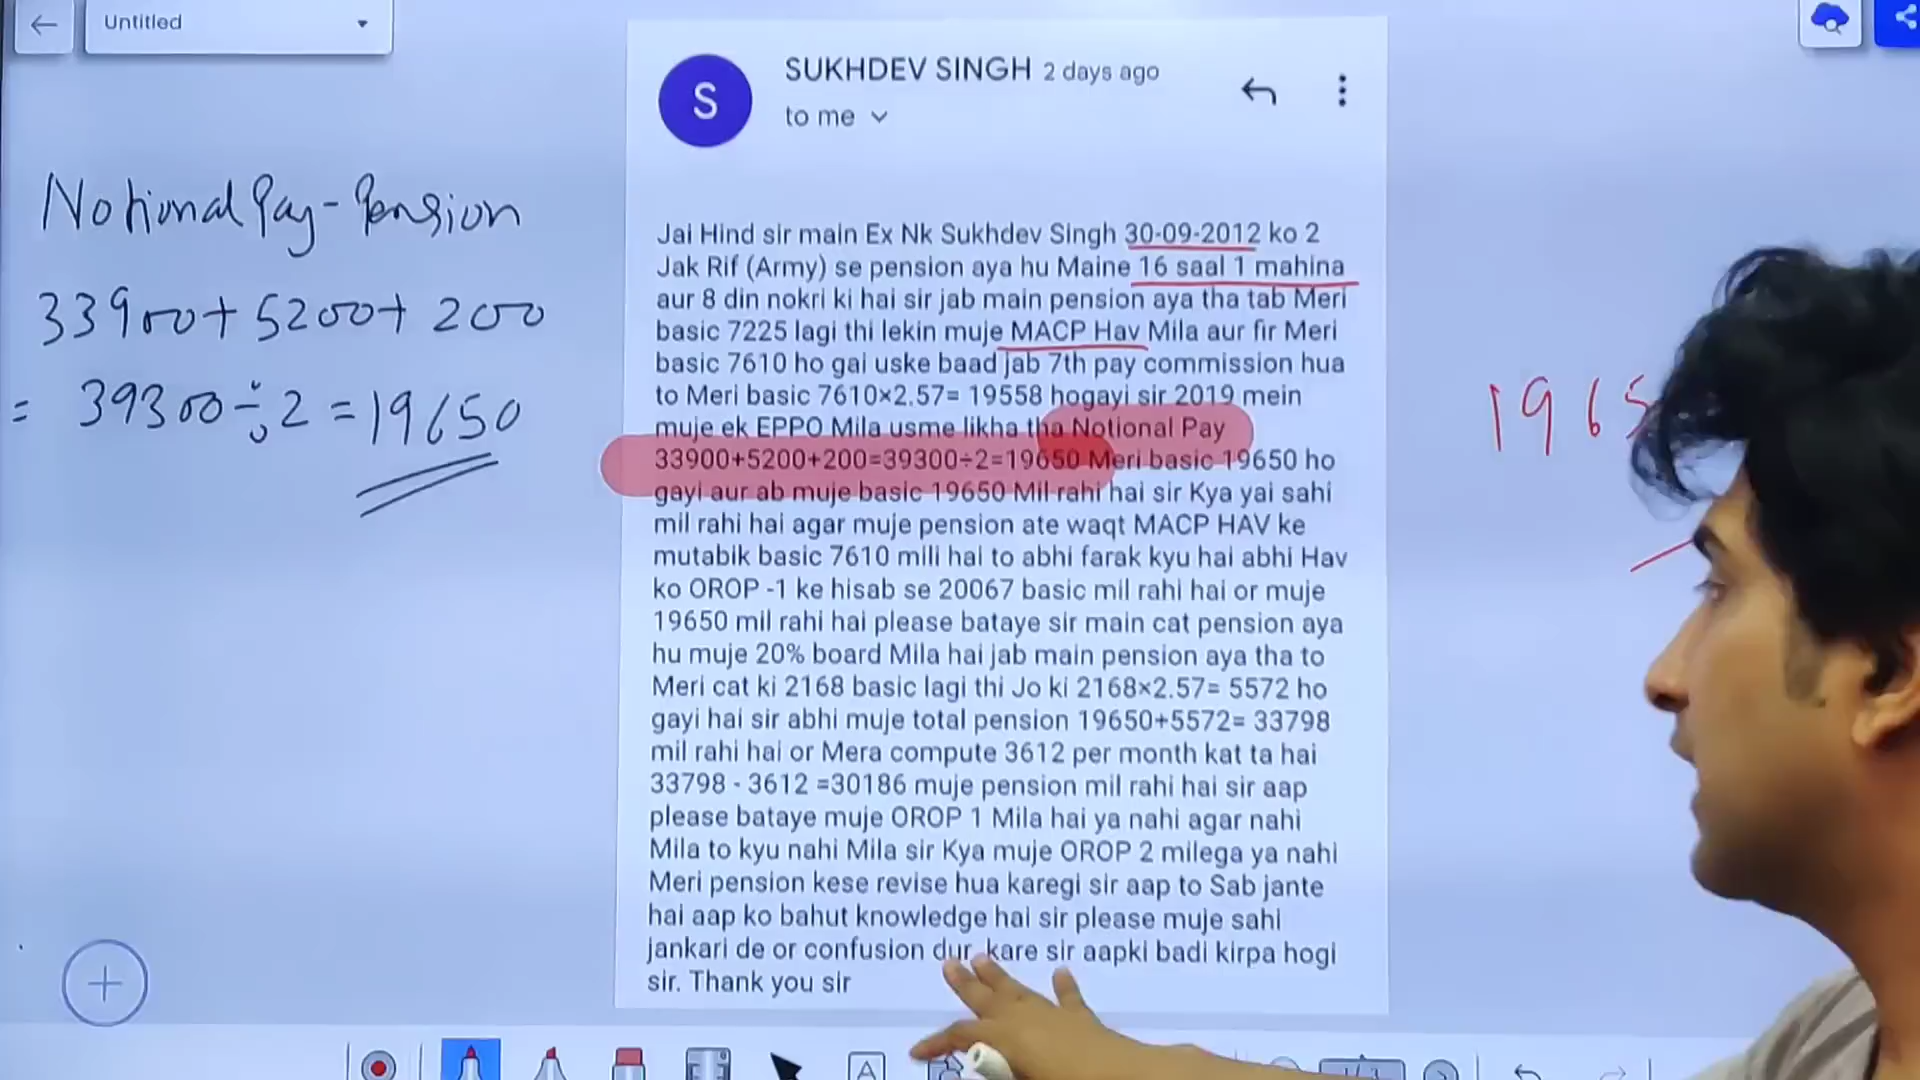 Untitled
SUKHDEV SINGH 2 days ago
S
to me
Notional Pay-Pension
33900+ 5200+ 200
= 39300÷2 = 19650
Jai Hind sir main Ex Nk Sukhdev Singh 30-09-2012 ko 2
Jak Rif (Army) se pension aya hu Maine 16 saal 1 mahina
aur 8 din nokri ki hai sir jab main pension aya tha tab Meri
basic 7225 lagi thi lekin muje MACP Hav Mila aur fir Meri
basic 7610 ho gai uske baad jab 7th pay commission hua
to Meri basic 7610×2.57= 19558 hogayi sir 2019 mein
muje ek EPPO Mila usme likha tha Notional Pay
33900+5200+200=39300÷2=19650 Meri basic 19650 ho
gayi aur ab muje basic 19650 Mil rahi hai sir Kya yai sahi
mil rahi hai agar muje pension ate waqt MACP HAV ke
mutabik basic 7610 mili hai to abhi farak kyu hai abhi Hav
ko OROP -1 ke hisab se 20067 basic mil rahi hai or muje
19650 mil rahi hai please bataye sir main cat pension aya
hu muje 20% board Mila hai jab main pension aya tha to
Meri cat ki 2168 basic lagi thi Jo ki 2168×2.57= 5572 ho
gayi hai sir abhi muje total pension 19650+5572= 33798
mil rahi hai or Mera compute 3612 per month kat ta hai
33798 - 3612 =30186 muje pension mil rahi hai sir aap
please bataye muje OROP 1 Mila hai ya nahi agar nahi
Mila to kyu nahi Mila sir Kya muje OROP 2 milega ya nahi
Meri pension kese revise hua karegi sir aap to Sab jante
hai aap ko bahut knowledge hai sir please muje sahi
jankari de or confusion dur kare sir aapki badi kirpa hogi
sir. Thank you sir
1965
A